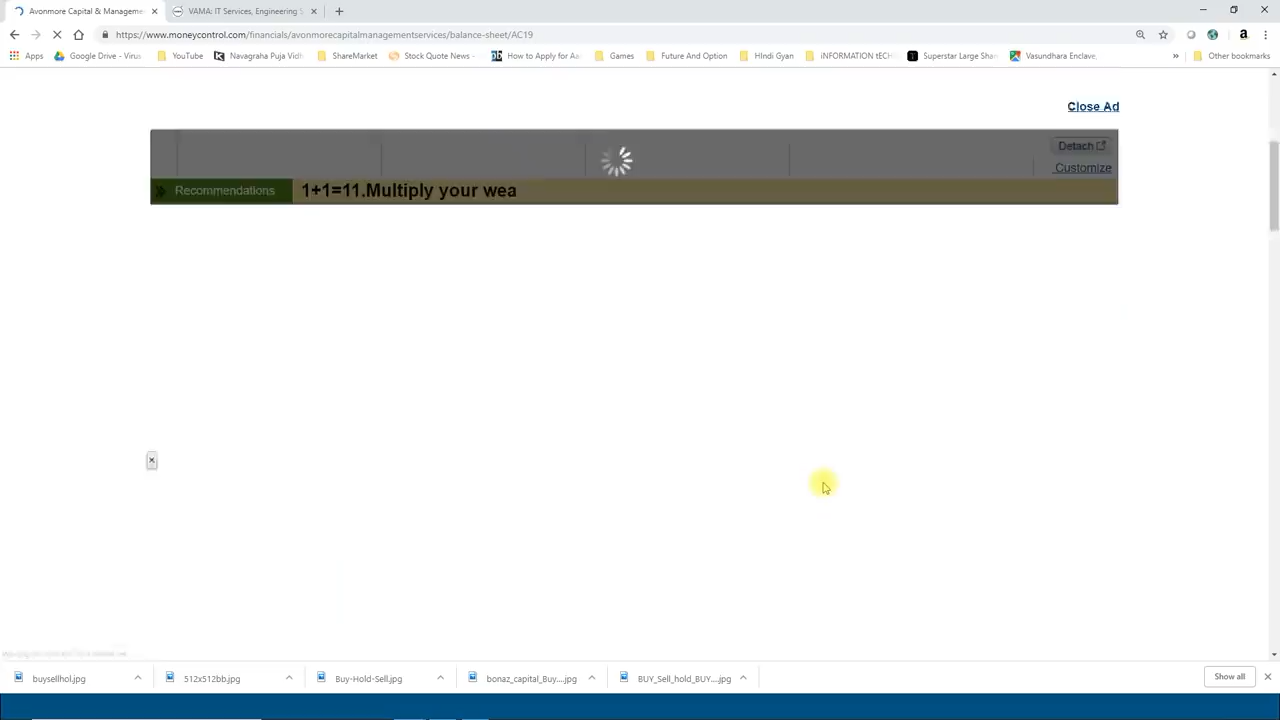 Avonmore Capital & Manageme
VAMA: IT Services, Engineering S
https://www.moneycontrol.com/financials/avonmorecapitalmanagementservices/balance-sheet/AC19
Apps
Google Drive - Virus
YouTube
Navagraha Puja Vidh
ShareMarket
Stock Quote News -
How to Apply for Aa
Games
Future And Option
HIndi Gyan
iNFORMATION tECH
Superstar Large Shar
Vasundhara Enclave,
Other bookmarks
Close Ad
Detach
Customize
Recommendations
1+1=11.Multiply your wea
buysellhol.jpg
512x512bb.jpg
Buy-Hold-Sell.jpg
bonaz_capital_Buy....jpg
BUY_Sell_hold_BUY....jpg
Show all